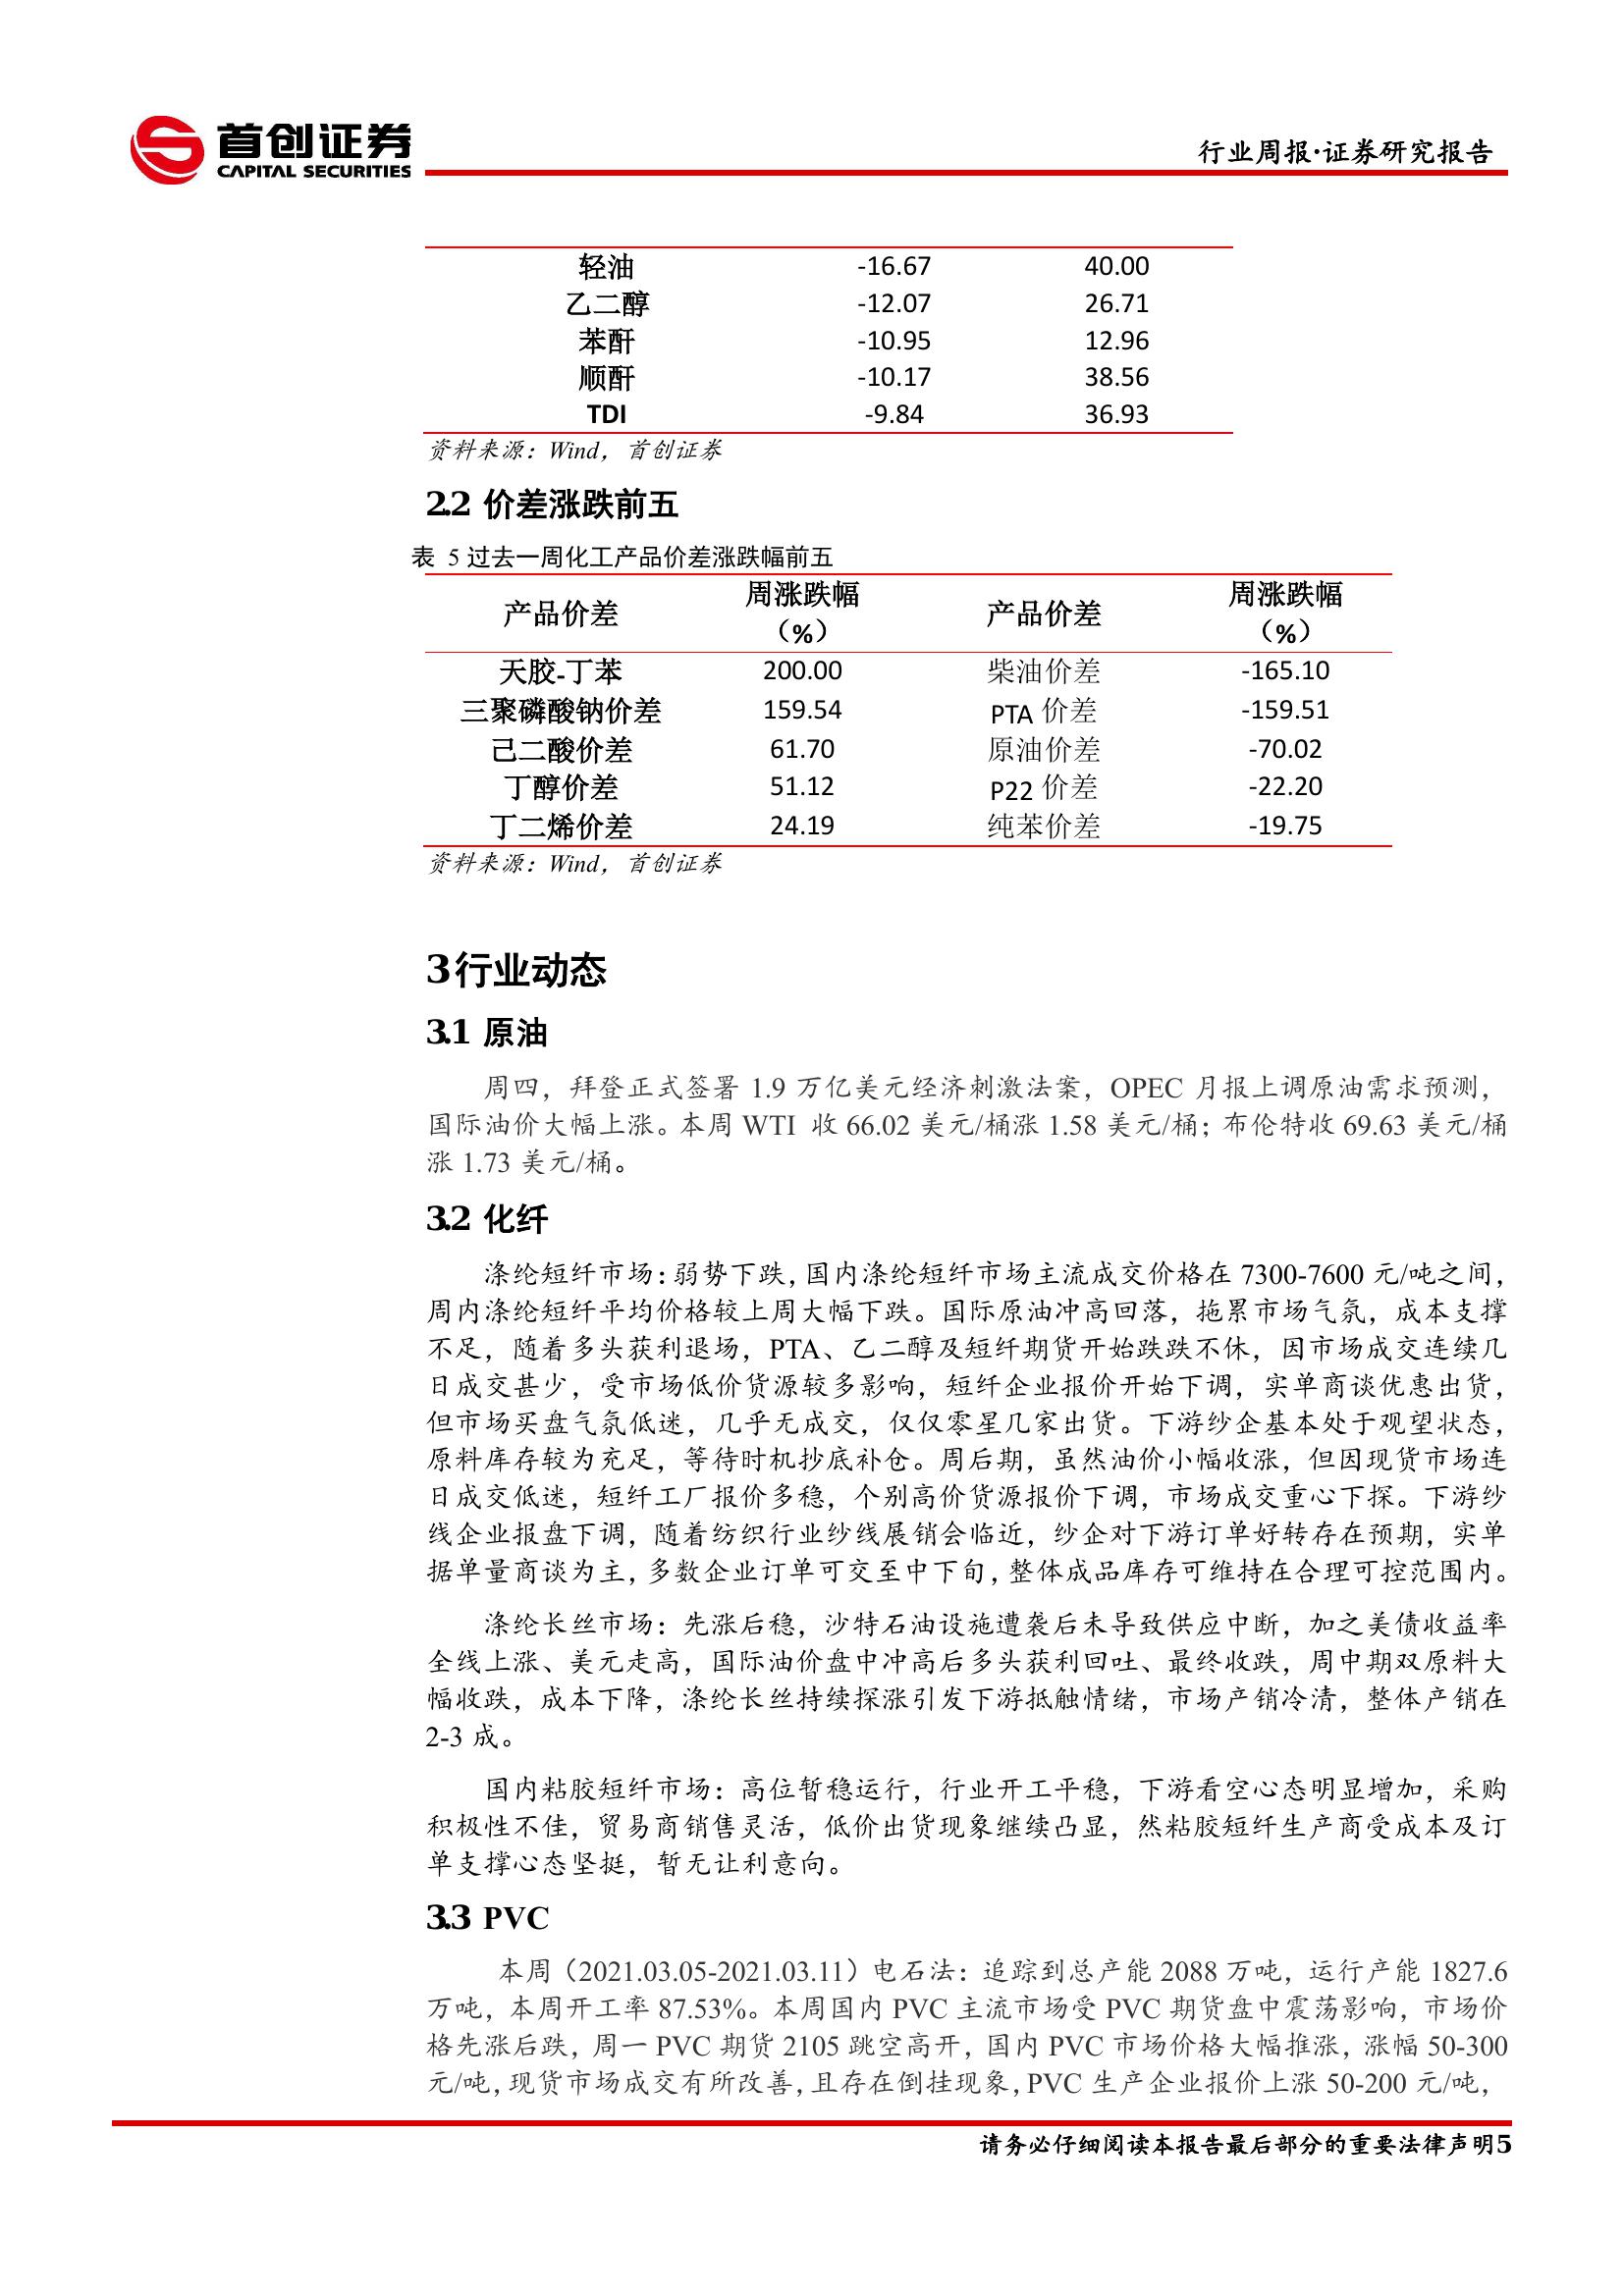 首创证券
CAPITAL SECURITIES
行业周报·证券研究报告
轻油 -16.67 40.00
乙二醇 -12.07 26.71
苯酐 -10.95 12.96
顺酐 -10.17 38.56
TDI -9.84 36.93
资料来源：Wind，首创证券
2.2 价差涨跌前五
表 5 过去一周化工产品价差涨跌幅前五
产品价差 周涨跌幅（%） 产品价差 周涨跌幅（%）
天胶-丁苯 200.00 柴油价差 -165.10
三聚磷酸钠价差 159.54 PTA 价差 -159.51
己二酸价差 61.70 原油价差 -70.02
丁醇价差 51.12 P22 价差 -22.20
丁二烯价差 24.19 纯苯价差 -19.75
资料来源：Wind，首创证券
3 行业动态
3.1 原油
周四，拜登正式签署 1.9 万亿美元经济刺激法案，OPEC 月报上调原油需求预测，
国际油价大幅上涨。本周 WTI 收 66.02 美元/桶涨 1.58 美元/桶；布伦特收 69.63 美元/桶
涨 1.73 美元/桶。
3.2 化纤
涤纶短纤市场：弱势下跌，国内涤纶短纤市场主流成交价格在 7300-7600 元/吨之间，
周内涤纶短纤平均价格较上周大幅下跌。国际原油冲高回落，拖累市场气氛，成本支撑
不足，随着多头获利退场，PTA、乙二醇及短纤期货开始跌跌不休，因市场成交连续几
日成交甚少，受市场低价货源较多影响，短纤企业报价开始下调，实单商谈优惠出货，
但市场买盘气氛低迷，几乎无成交，仅仅零星几家出货。下游纱企基本处于观望状态，
原料库存较为充足，等待时机抄底补仓。周后期，虽然油价小幅收涨，但因现货市场连
日成交低迷，短纤工厂报价多稳，个别高价货源报价下调，市场成交重心下探。下游纱
线企业报盘下调，随着纺织行业纱线展销会临近，纱企对下游订单好转存在预期，实单
据单量商谈为主，多数企业订单可交至中下旬，整体成品库存可维持在合理可控范围内。
涤纶长丝市场：先涨后稳，沙特石油设施遭袭后未导致供应中断，加之美债收益率
全线上涨、美元走高，国际油价盘中冲高后多头获利回吐、最终收跌，周中期双原料大
幅收跌，成本下降，涤纶长丝持续探涨引发下游抵触情绪，市场产销冷清，整体产销在
2-3 成。
国内粘胶短纤市场：高位暂稳运行，行业开工平稳，下游看空心态明显增加，采购
积极性不佳，贸易商销售灵活，低价出货现象继续凸显，然粘胶短纤生产商受成本及订
单支撑心态坚挺，暂无让利意向。
3.3 PVC
本周（2021.03.05-2021.03.11）电石法：追踪到总产能 2088 万吨，运行产能 1827.6
万吨，本周开工率 87.53%。本周国内 PVC 主流市场受 PVC 期货盘中震荡影响，市场价
格先涨后跌，周一 PVC 期货 2105 跳空高开，国内 PVC 市场价格大幅推涨，涨幅 50-300
元/吨，现货市场成交有所改善，且存在倒挂现象，PVC 生产企业报价上涨 50-200 元/吨，
请务必仔细阅读本报告最后部分的重要法律声明5